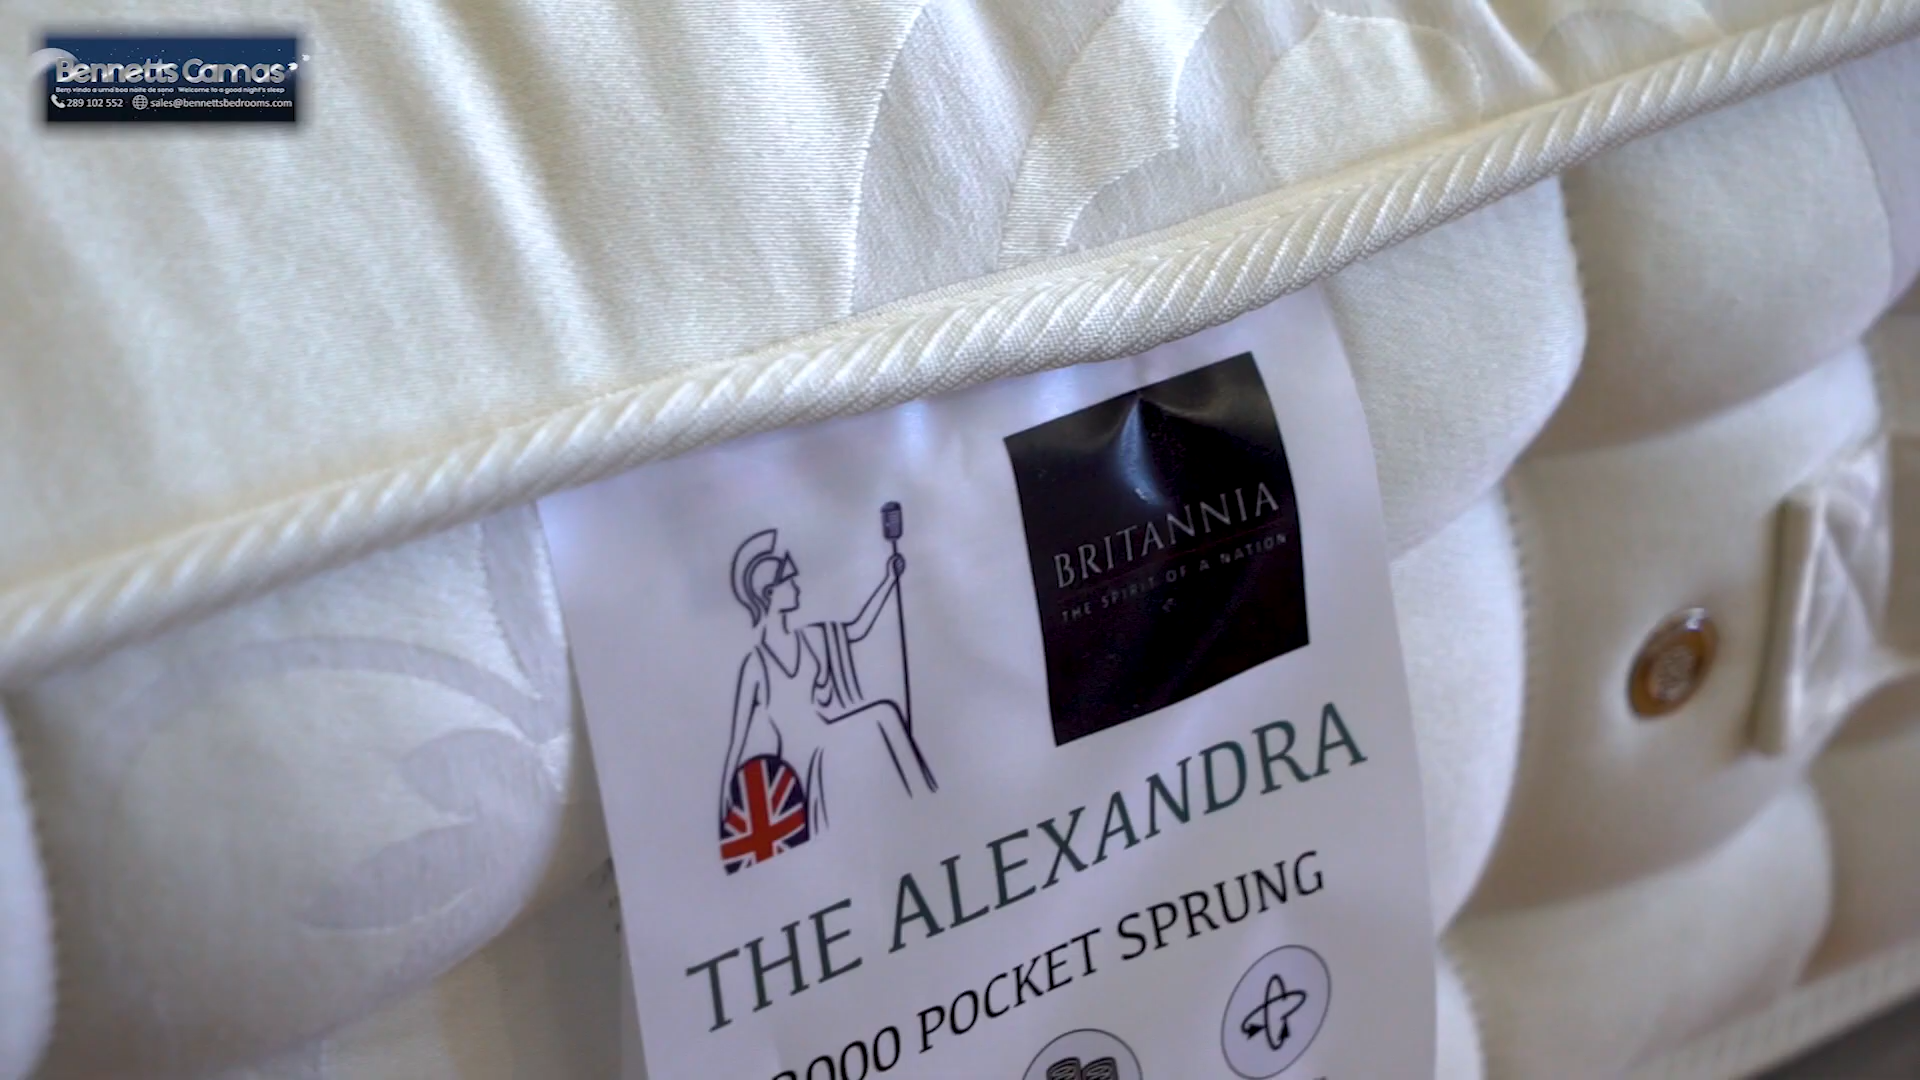 Bennetts Camas
Bem vindo a uma boa noite de sono Welcome to a good night's sleep
289 102 552 sales@bennettsbedrooms.com
BRITANNIA
THE SPIRIT OF A NATION
THE ALEXANDRA
POCKET SPRUNG